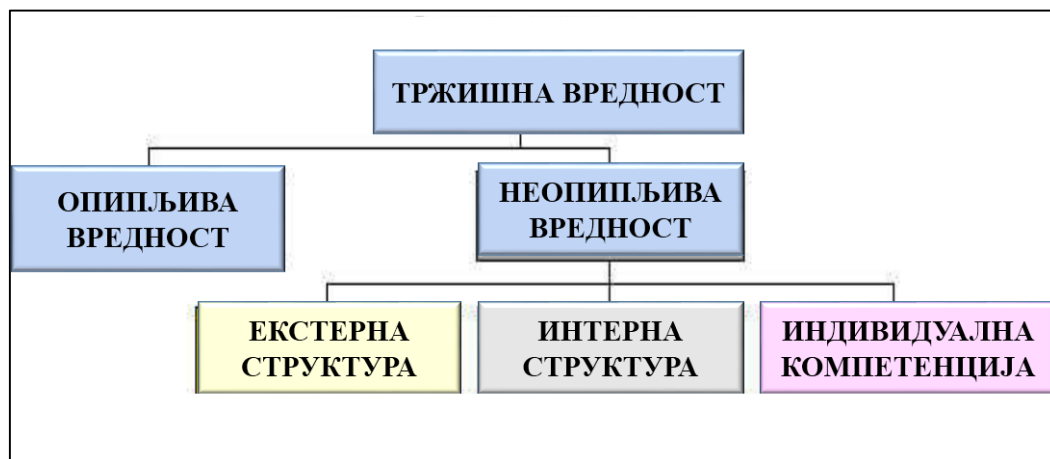 ТРЖИШНА ВРЕДНОСТ
ОПИПЉИВА
ВРЕДНОСТ
НЕОПИПЉИВА
ВРЕДНОСТ
ЕКСТЕРНА
СТРУКТУРА
ИНТЕРНА
СТРУКТУРА
ИНДИВИДУАЛНА
КОМПЕТЕНЦИЈА